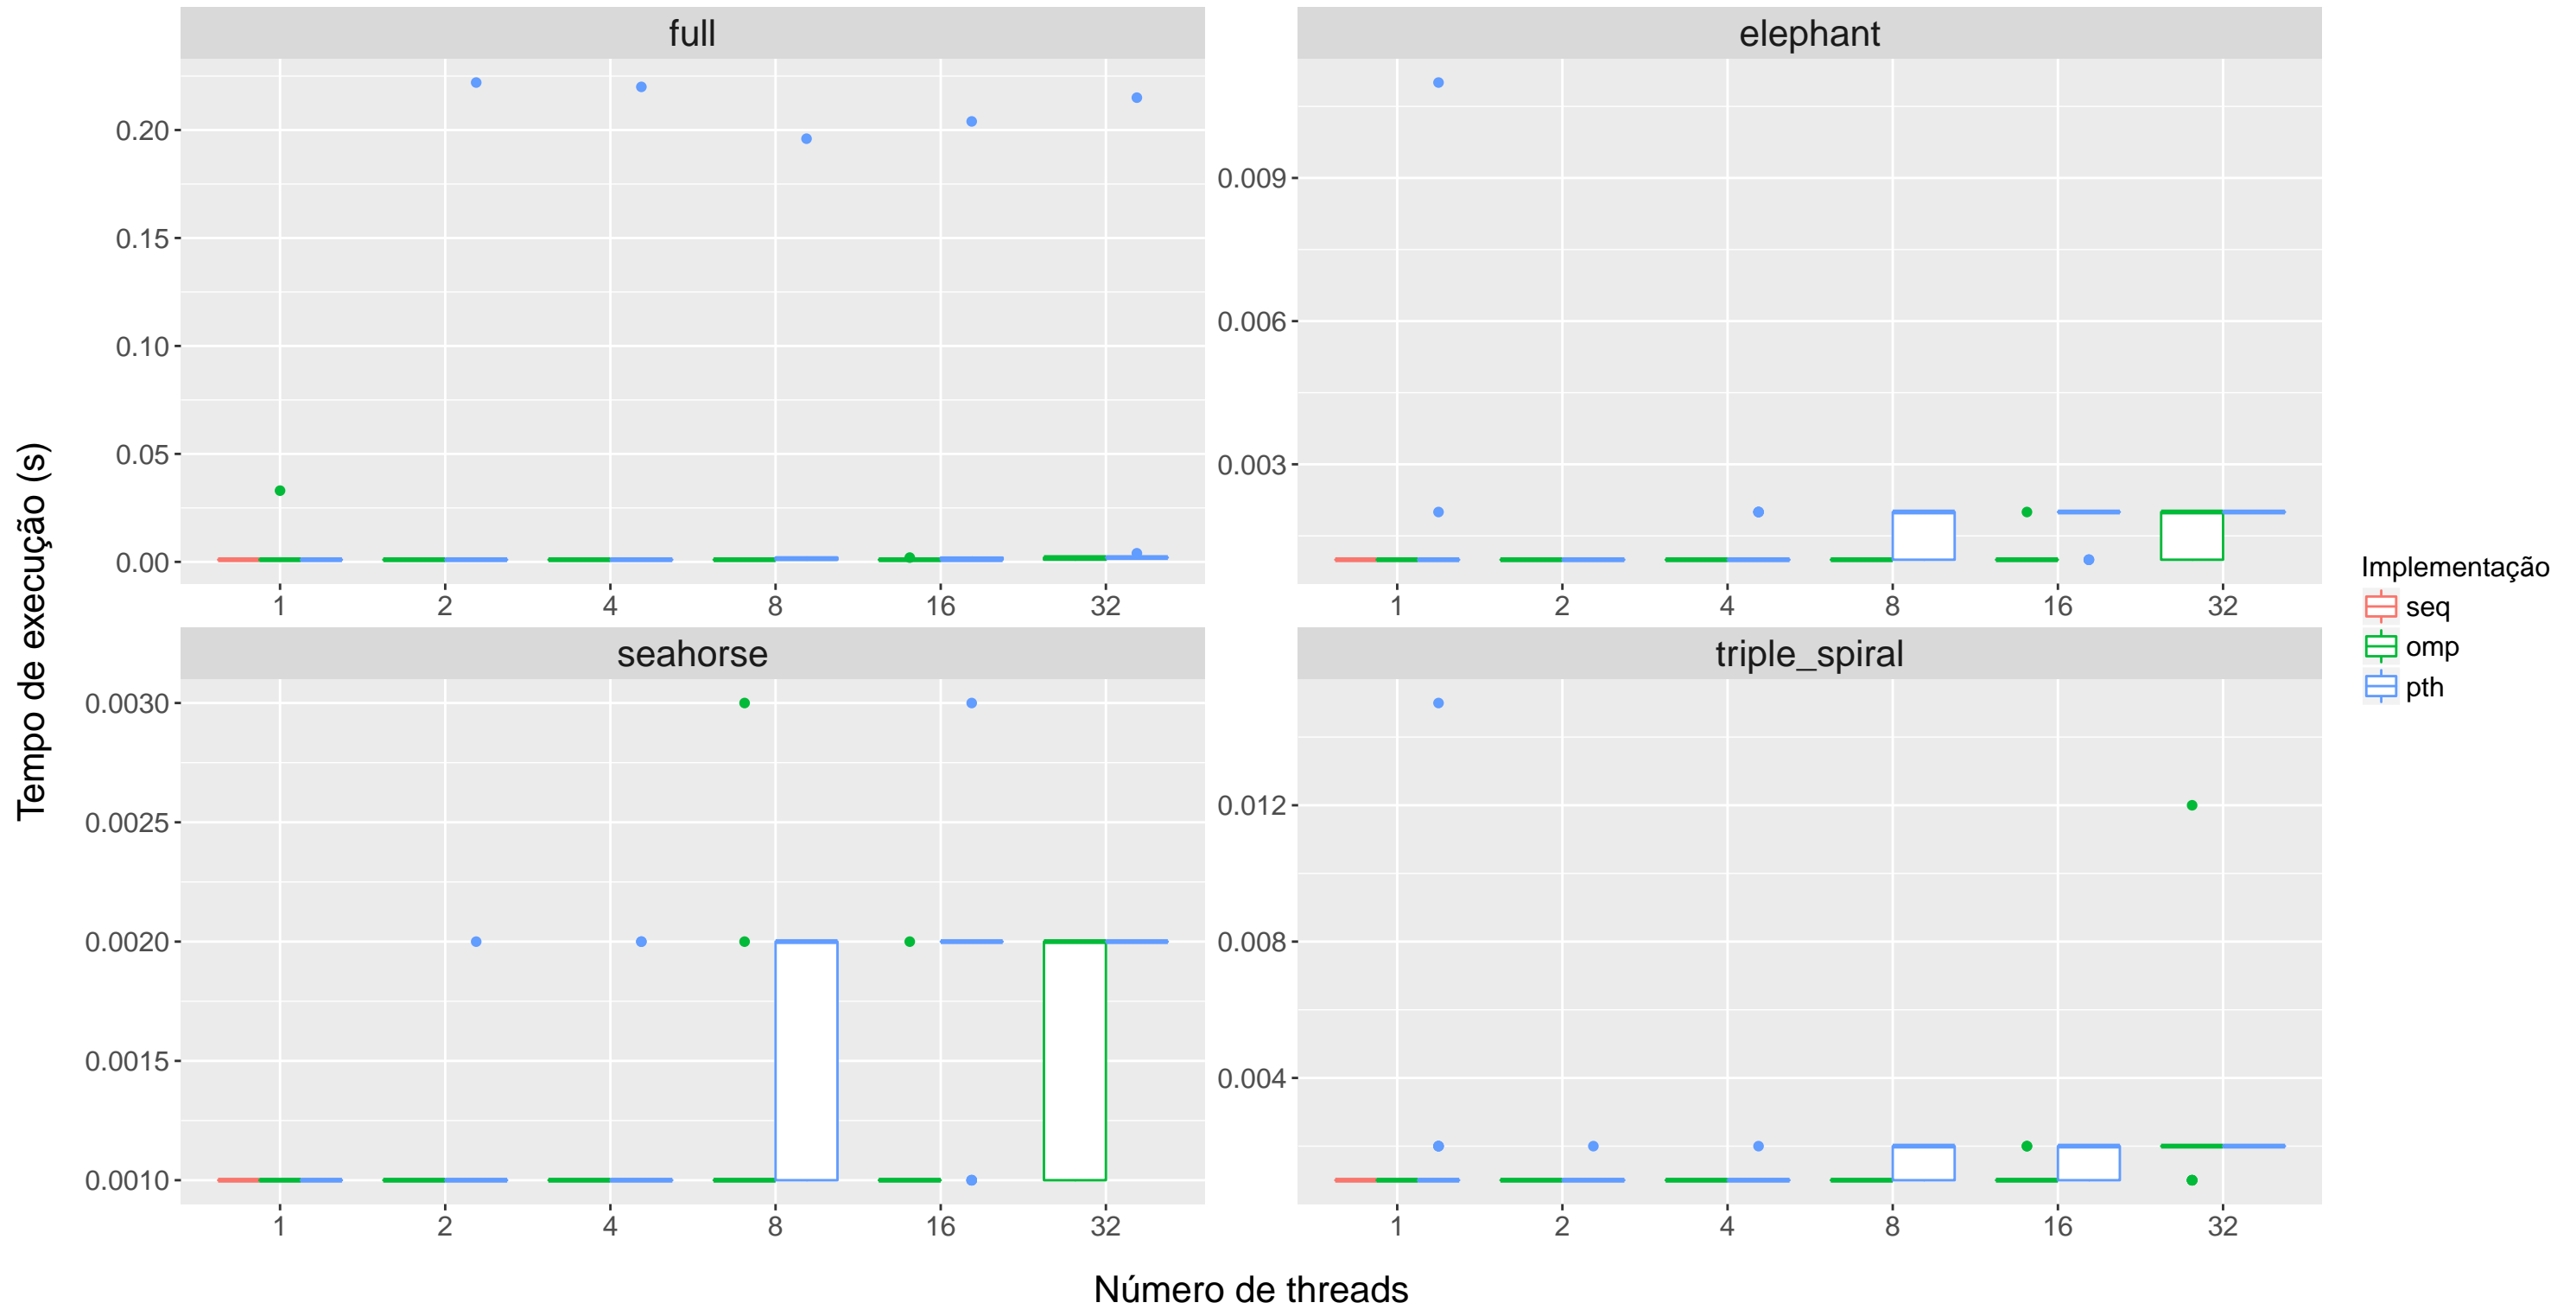 full
elephant
0.20
0.15
0.10
0.05
0.00
0.009
0.006
0.003
1 2 4 8 16 32
1 2 4 8 16 32
seahorse
triple_spiral
0.0030
0.0025
0.0020
0.0015
0.0010
0.012
0.008
0.004
1 2 4 8 16 32
1 2 4 8 16 32
Tempo de execução (s)
Número de threads
Implementação
seq
omp
pth